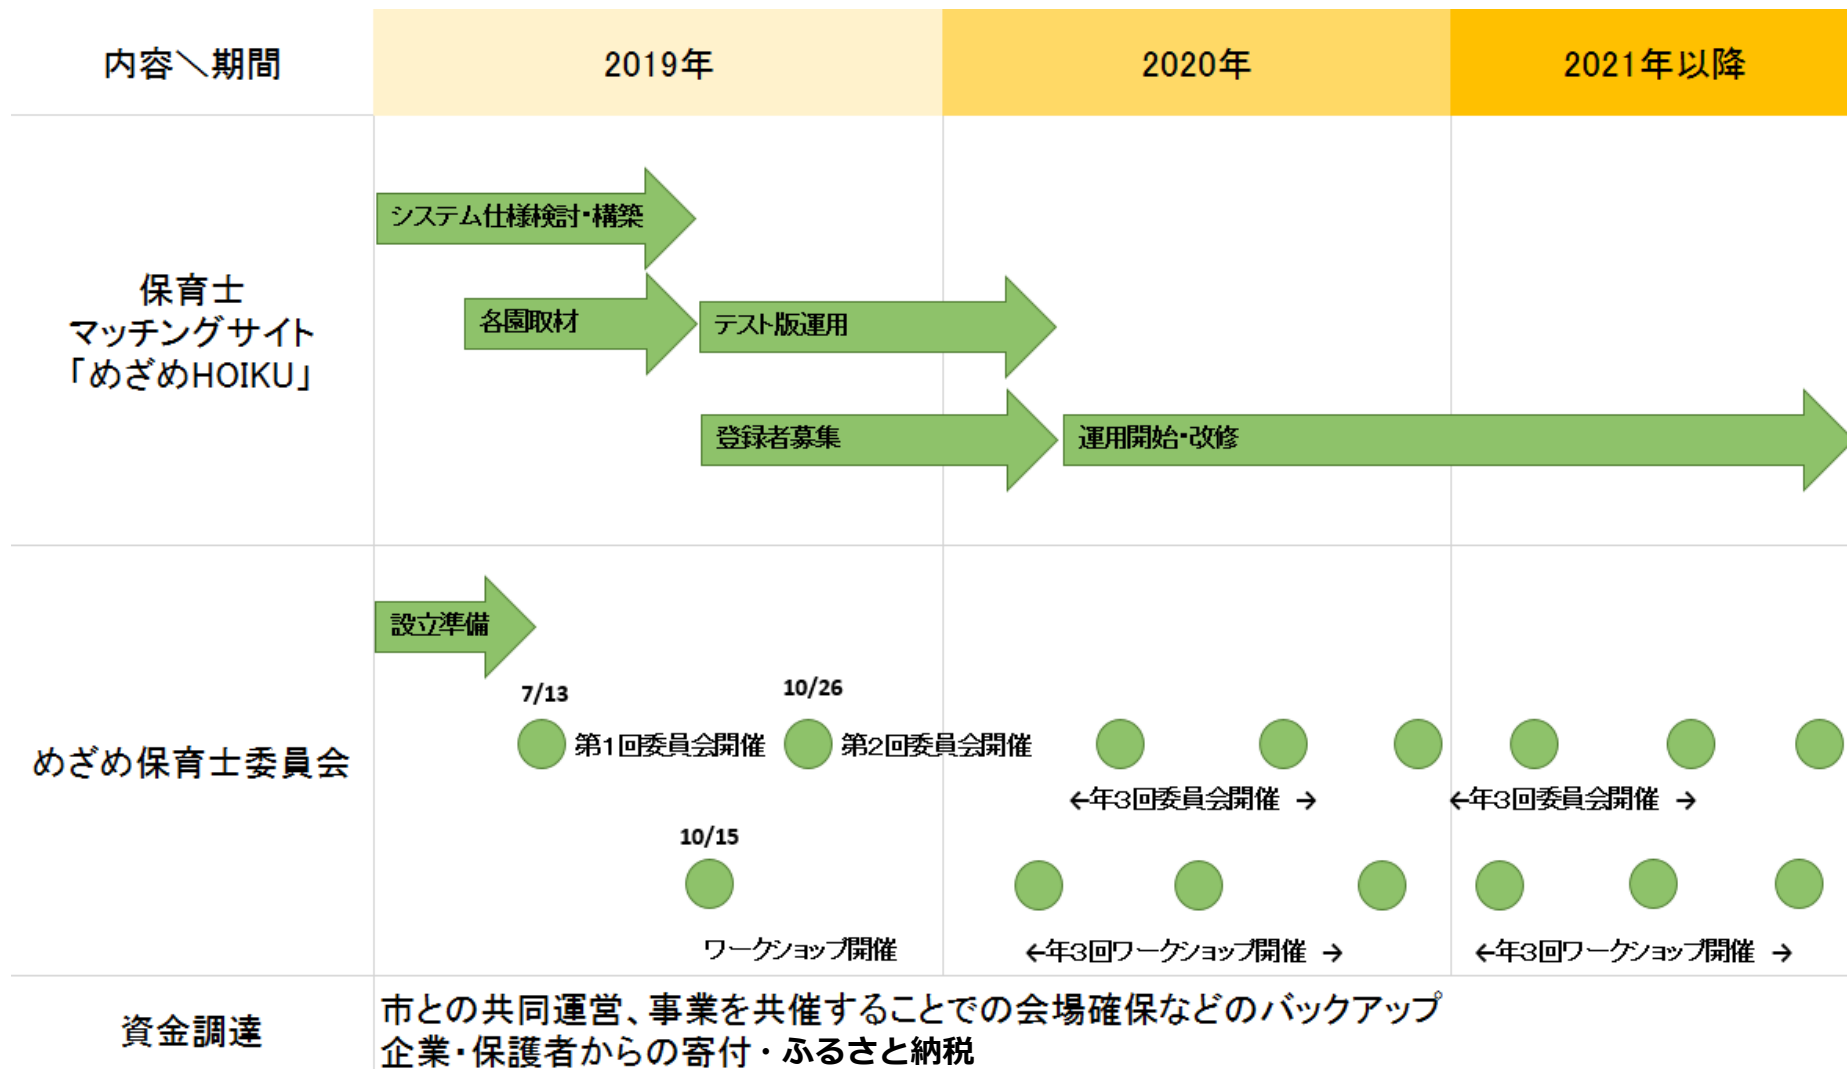 内容＼期間
2019年
2020年
2021年以降
保育士
マッチングサイト
「めざめHOIKU」
システム仕様検討・構築
各園取材
テスト版運用
登録者募集
運用開始・改修
めざめ保育士委員会
設立準備
7/13
10/26
第1回委員会開催
第2回委員会開催
←年3回委員会開催 →
←年3回委員会開催 →
10/15
ワークショップ開催
←年3回ワークショップ開催 →
←年3回ワークショップ開催 →
資金調達
市との共同運営、事業を共催することでの会場確保などのバックアップ
企業・保護者からの寄付・ふるさと納税